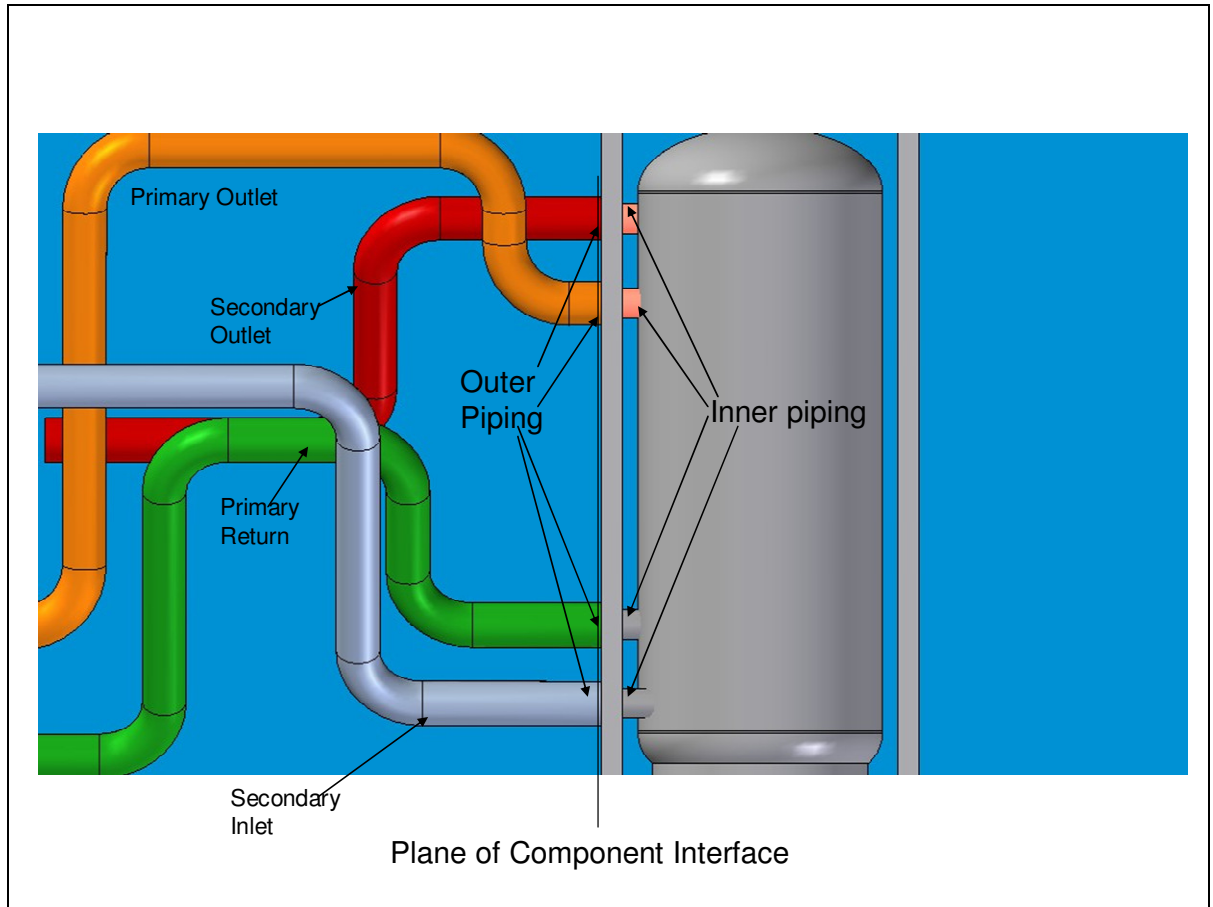 Primary Outlet
Secondary
Outlet
Outer
Piping
Inner piping
Primary
Return
Secondary
Inlet
Plane of Component Interface